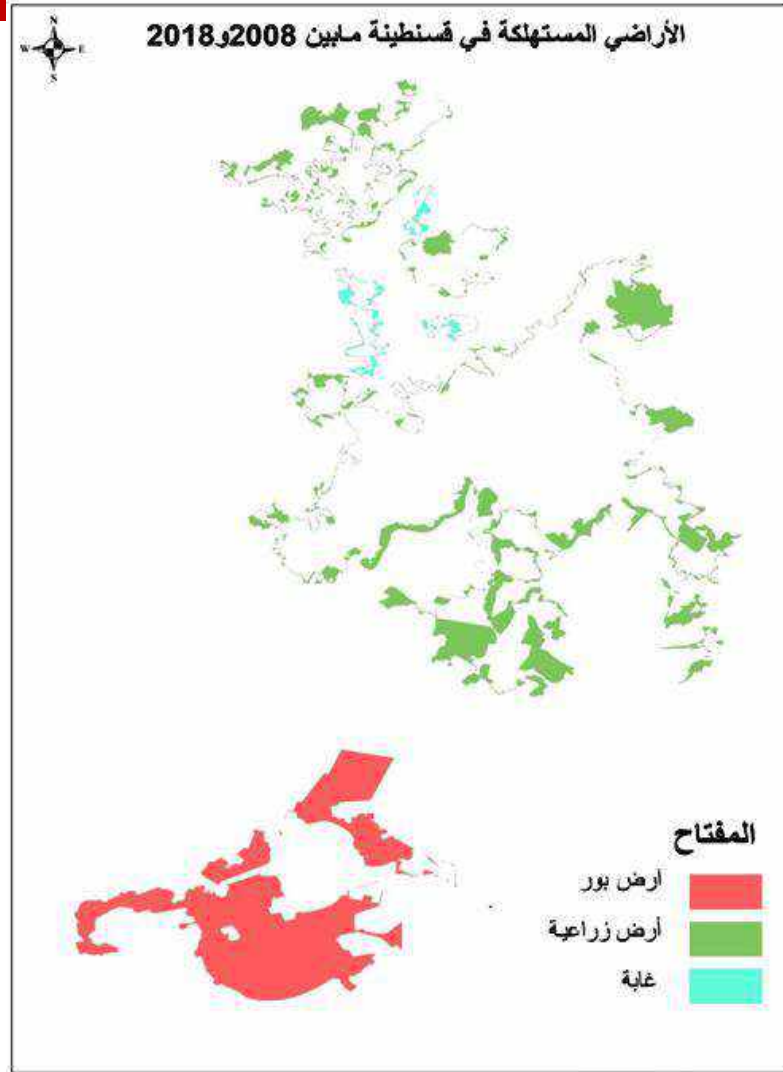 N
W E
S
الأراضي المستهلكة في قسنطينة مابين 2008و2018
المفتاح
ارض بور
أرض زراعية
غابة